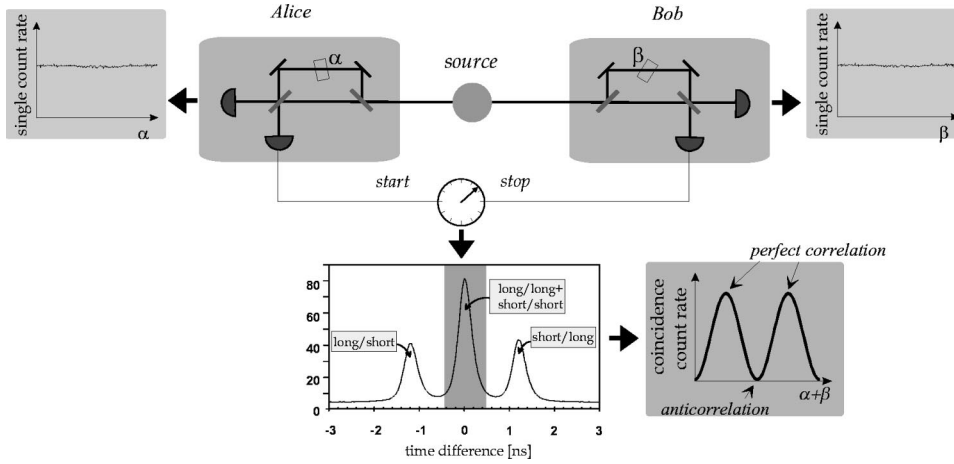 Alice
Bob
single count rate
α
α
source
β
single count rate
β
start
stop
80
60
40
20
0
long/long+
short/short
long/short
short/long
-3
-2
-1
0
1
2
3
time difference [ns]
perfect correlation
coincidence
count rate
α+β
anticorrelation